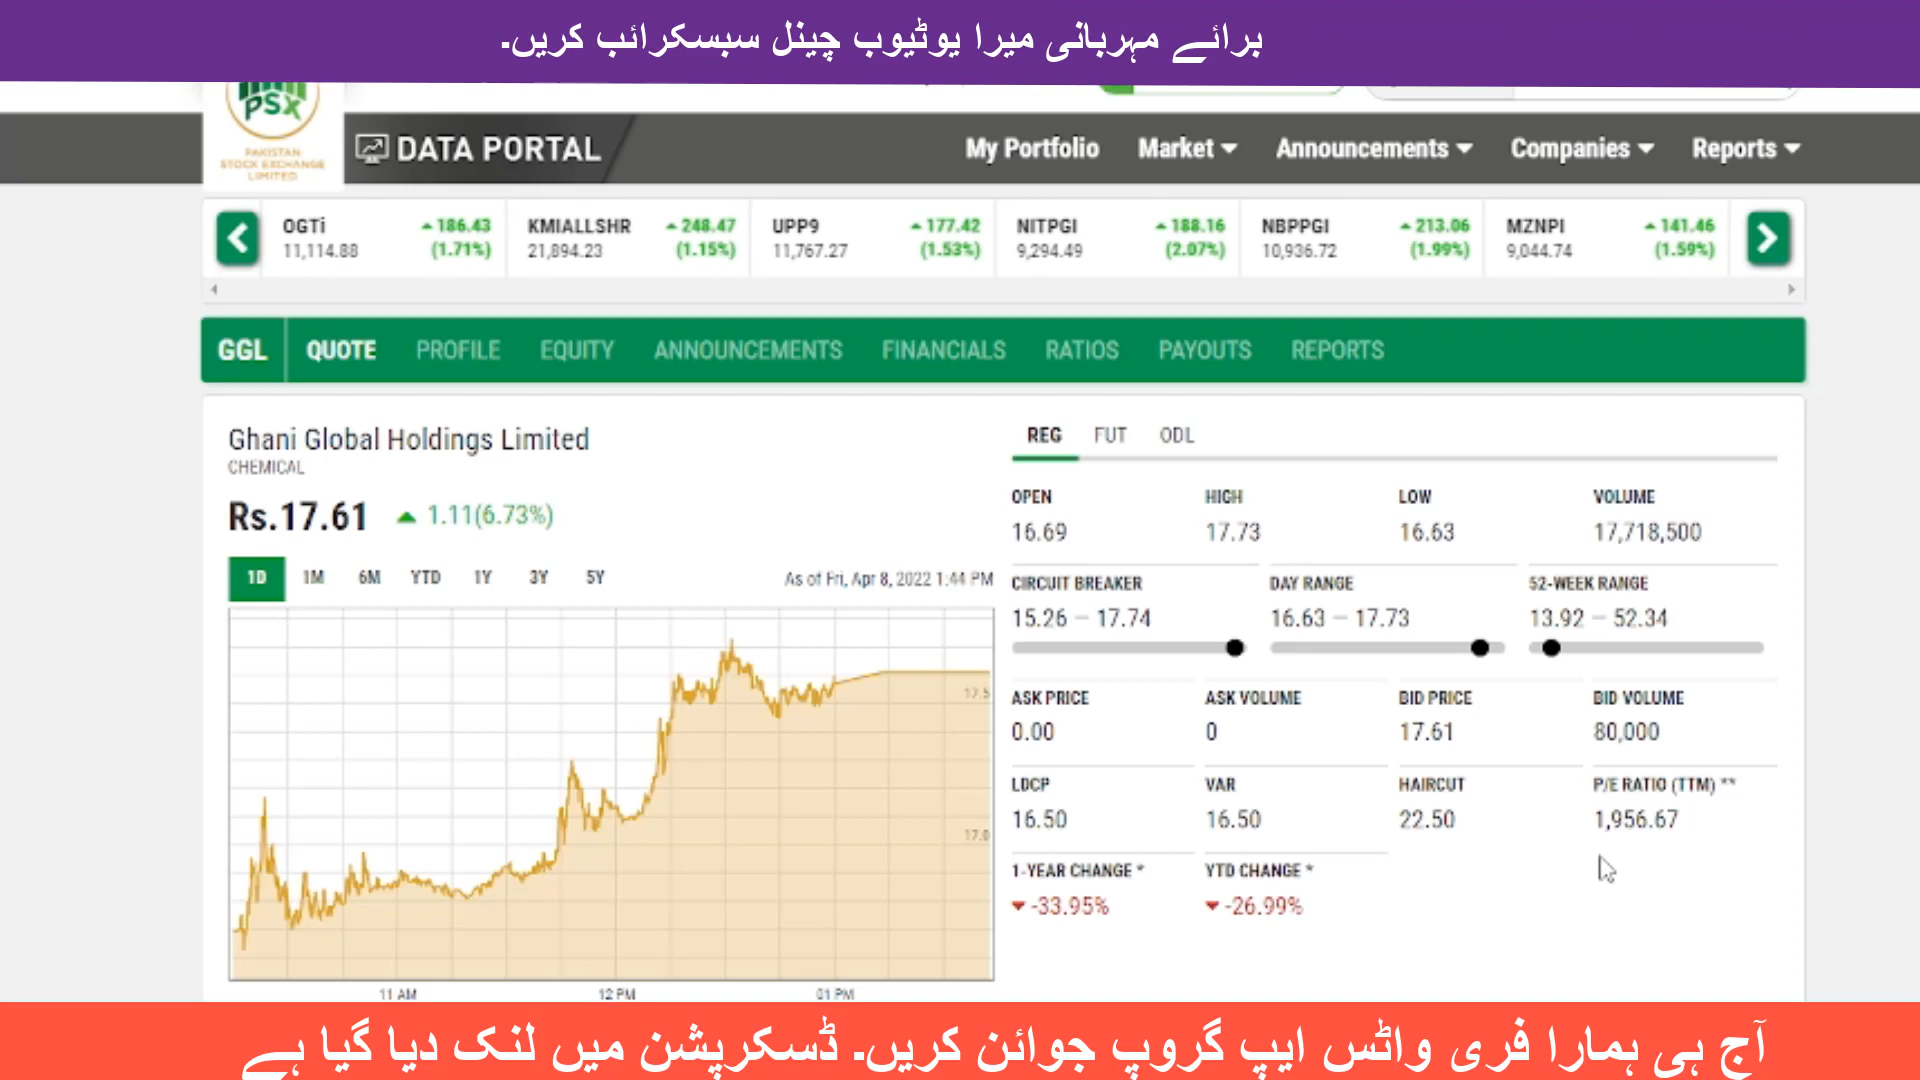 برائے مہربانی میرا یوٹیوب چینل سبسکرائب کریں۔
PSX
PAKISTAN
STOCK EXCHANGE
LIMITED
DATA PORTAL
My Portfolio Market Announcements Companies Reports
OGTi 186.43 KMIALLSHR 248.47 UPP9 177.42 NITPGI 188.16 NBPPGI 213.06 MZNPI 141.46
11,114.88 (1.71%) 21,894.23 (1.15%) 11,767.27 (1.53%) 9,294.49 (2.07%) 10,936.72 (1.99%) 9,044.74 (1.59%)
GGL QUOTE PROFILE EQUITY ANNOUNCEMENTS FINANCIALS RATIOS PAYOUTS REPORTS
Ghani Global Holdings Limited
CHEMICAL
Rs.17.61 1.11(6.73%)
1D 1M 6M YTD 1Y 3Y 5Y As of Fri, Apr 8, 2022 1:44 PM
17.5
17.0
11 AM 12 PM 01 PM
REG FUT ODL
OPEN HIGH LOW VOLUME
16.69 17.73 16.63 17,718,500
CIRCUIT BREAKER DAY RANGE 52-WEEK RANGE
15.26 — 17.74 16.63 — 17.73 13.92 — 52.34
ASK PRICE ASK VOLUME BID PRICE BID VOLUME
0.00 0 17.61 80,000
LDCP VAR HAIRCUT P/E RATIO (TTM) **
16.50 16.50 22.50 1,956.67
1-YEAR CHANGE * YTD CHANGE *
-33.95% -26.99%
آج ہی ہمارا فری واٹس ایپ گروپ جوائن کریں۔ ڈسکرپشن میں لنک دیا گیا ہے